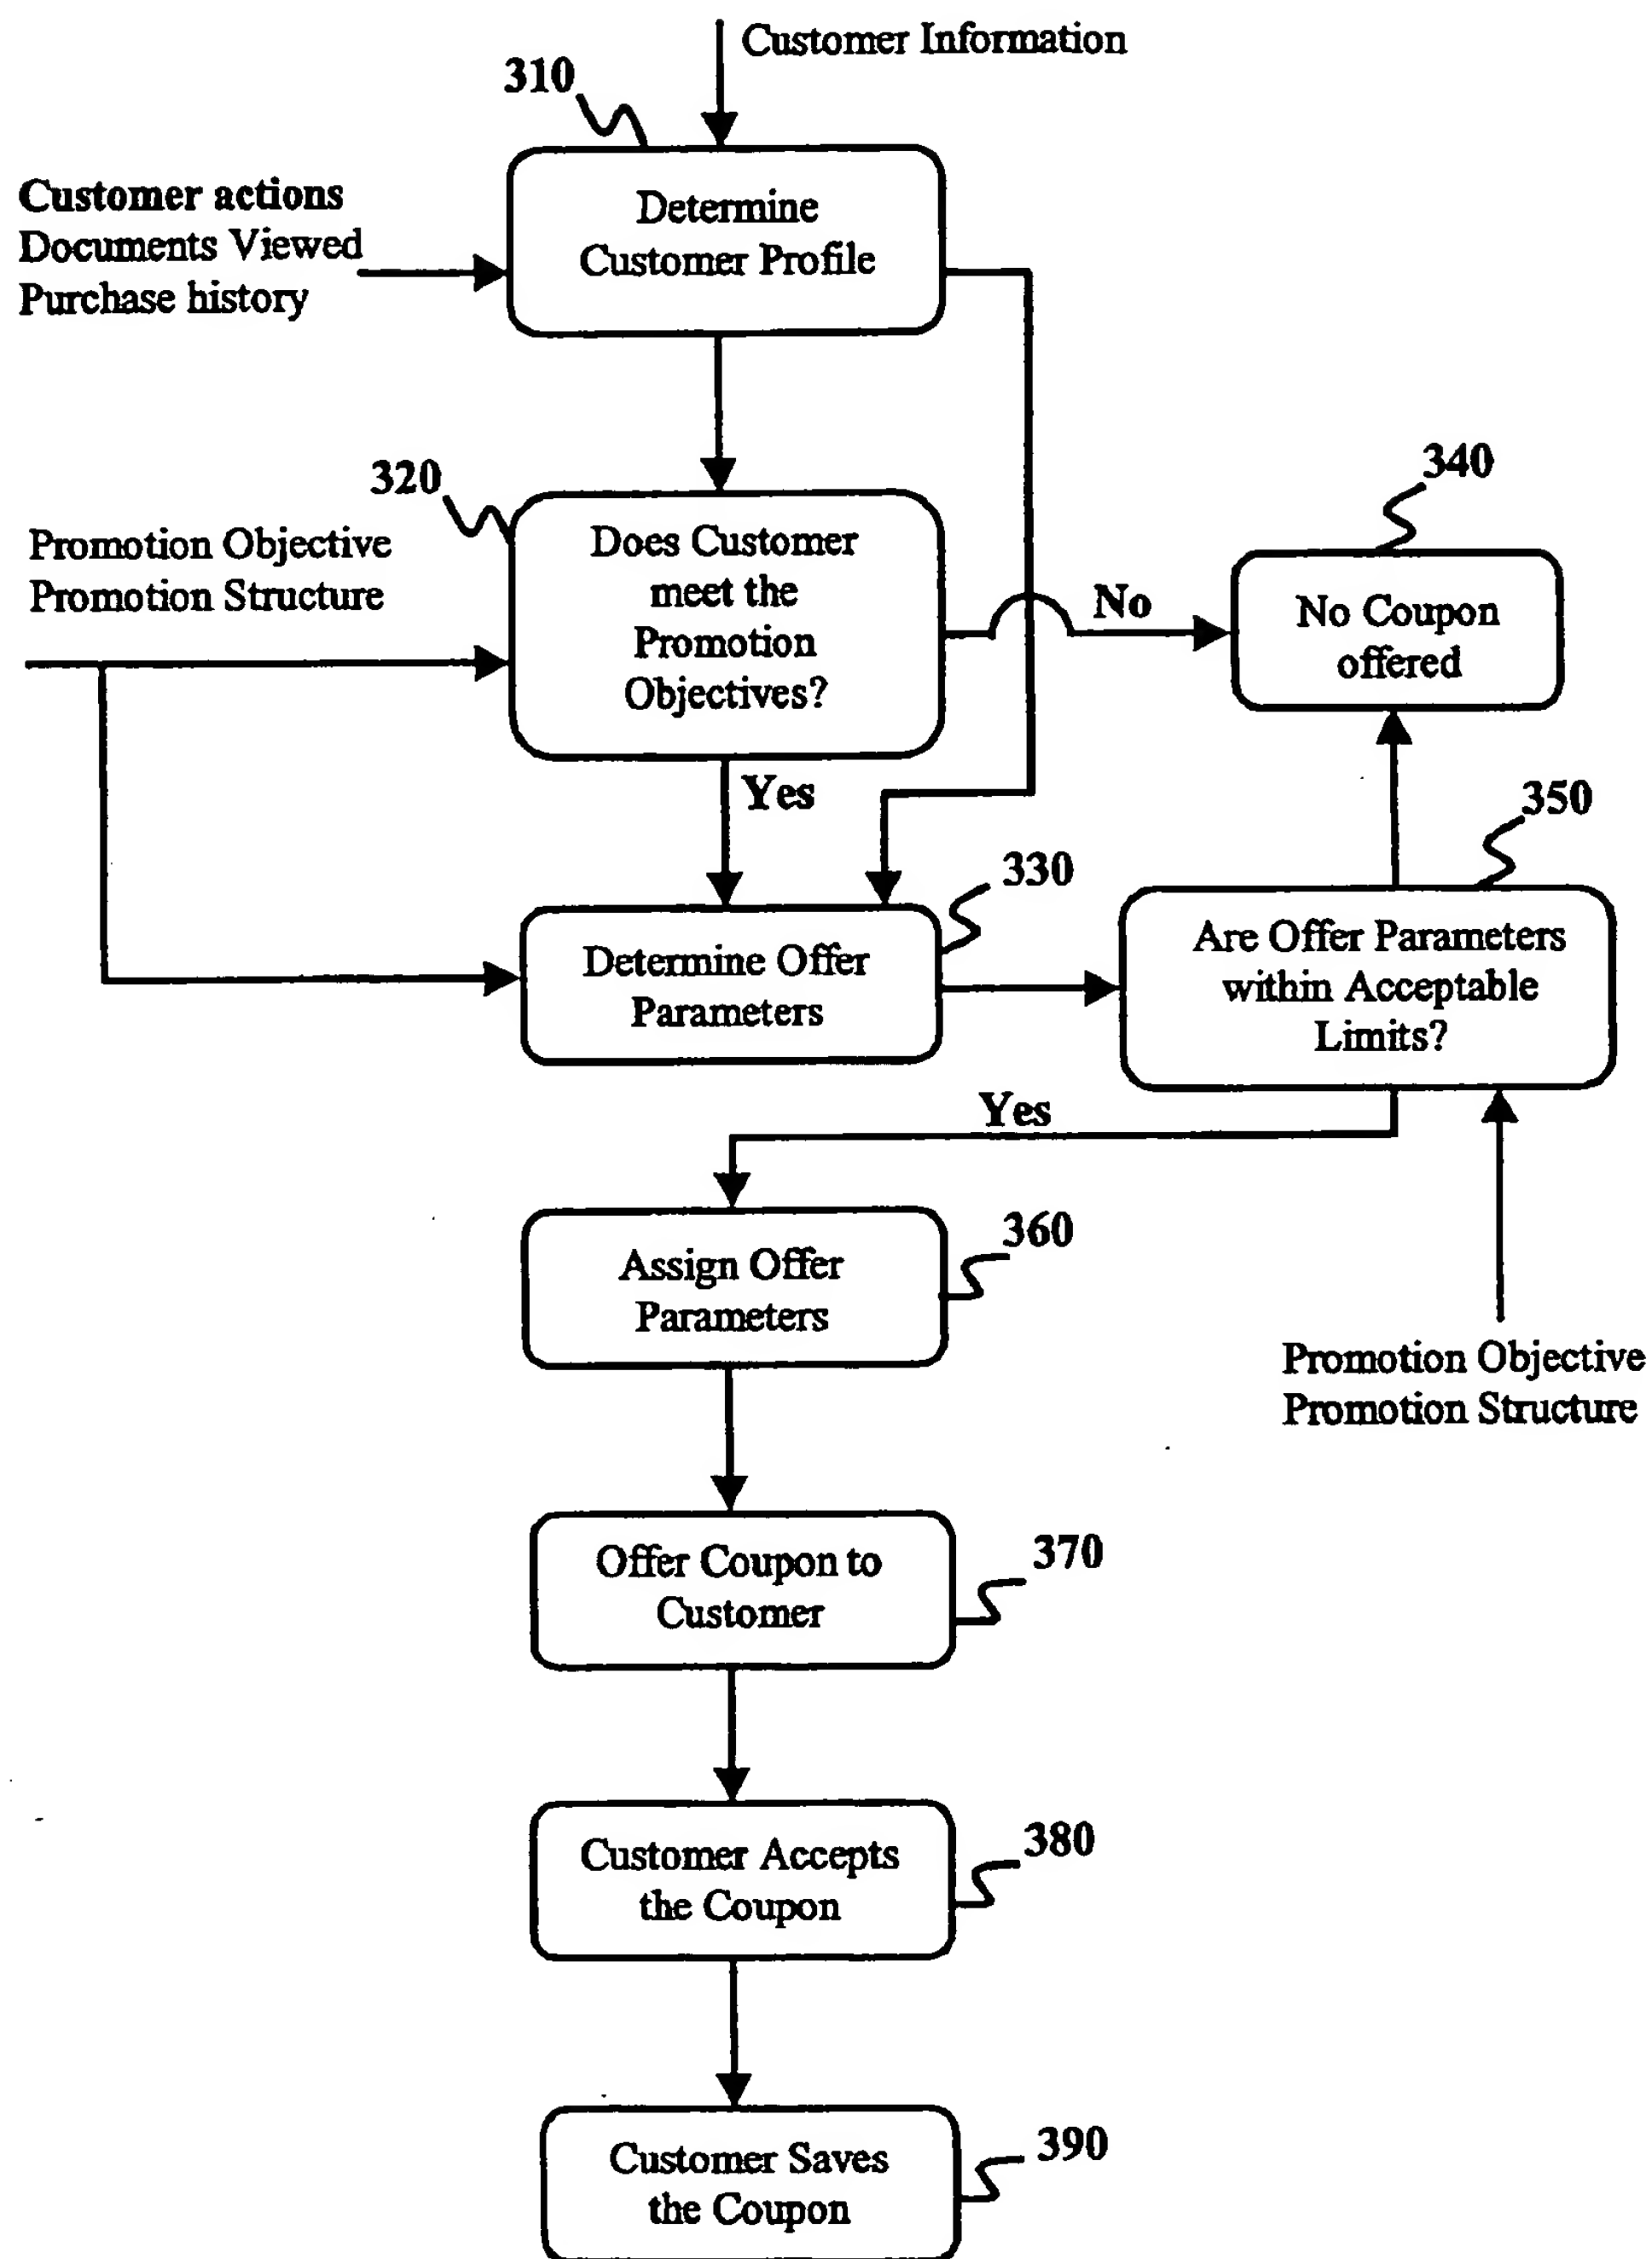 Customer Information
310
Customer actions
Documents Viewed
Purchase history
Determine
Customer Profile
320
340
Promotion Objective
Promotion Structure
Does Customer
meet the
Promotion
Objectives?
No
No Coupon
offered
Yes
350
330
Determine Offer
Parameters
Are Offer Parameters
within Acceptable
Limits?
Yes
360
Assign Offer
Parameters
Promotion Objective
Promotion Structure
370
Offer Coupon to
Customer
380
Customer Accepts
the Coupon
390
Customer Saves
the Coupon